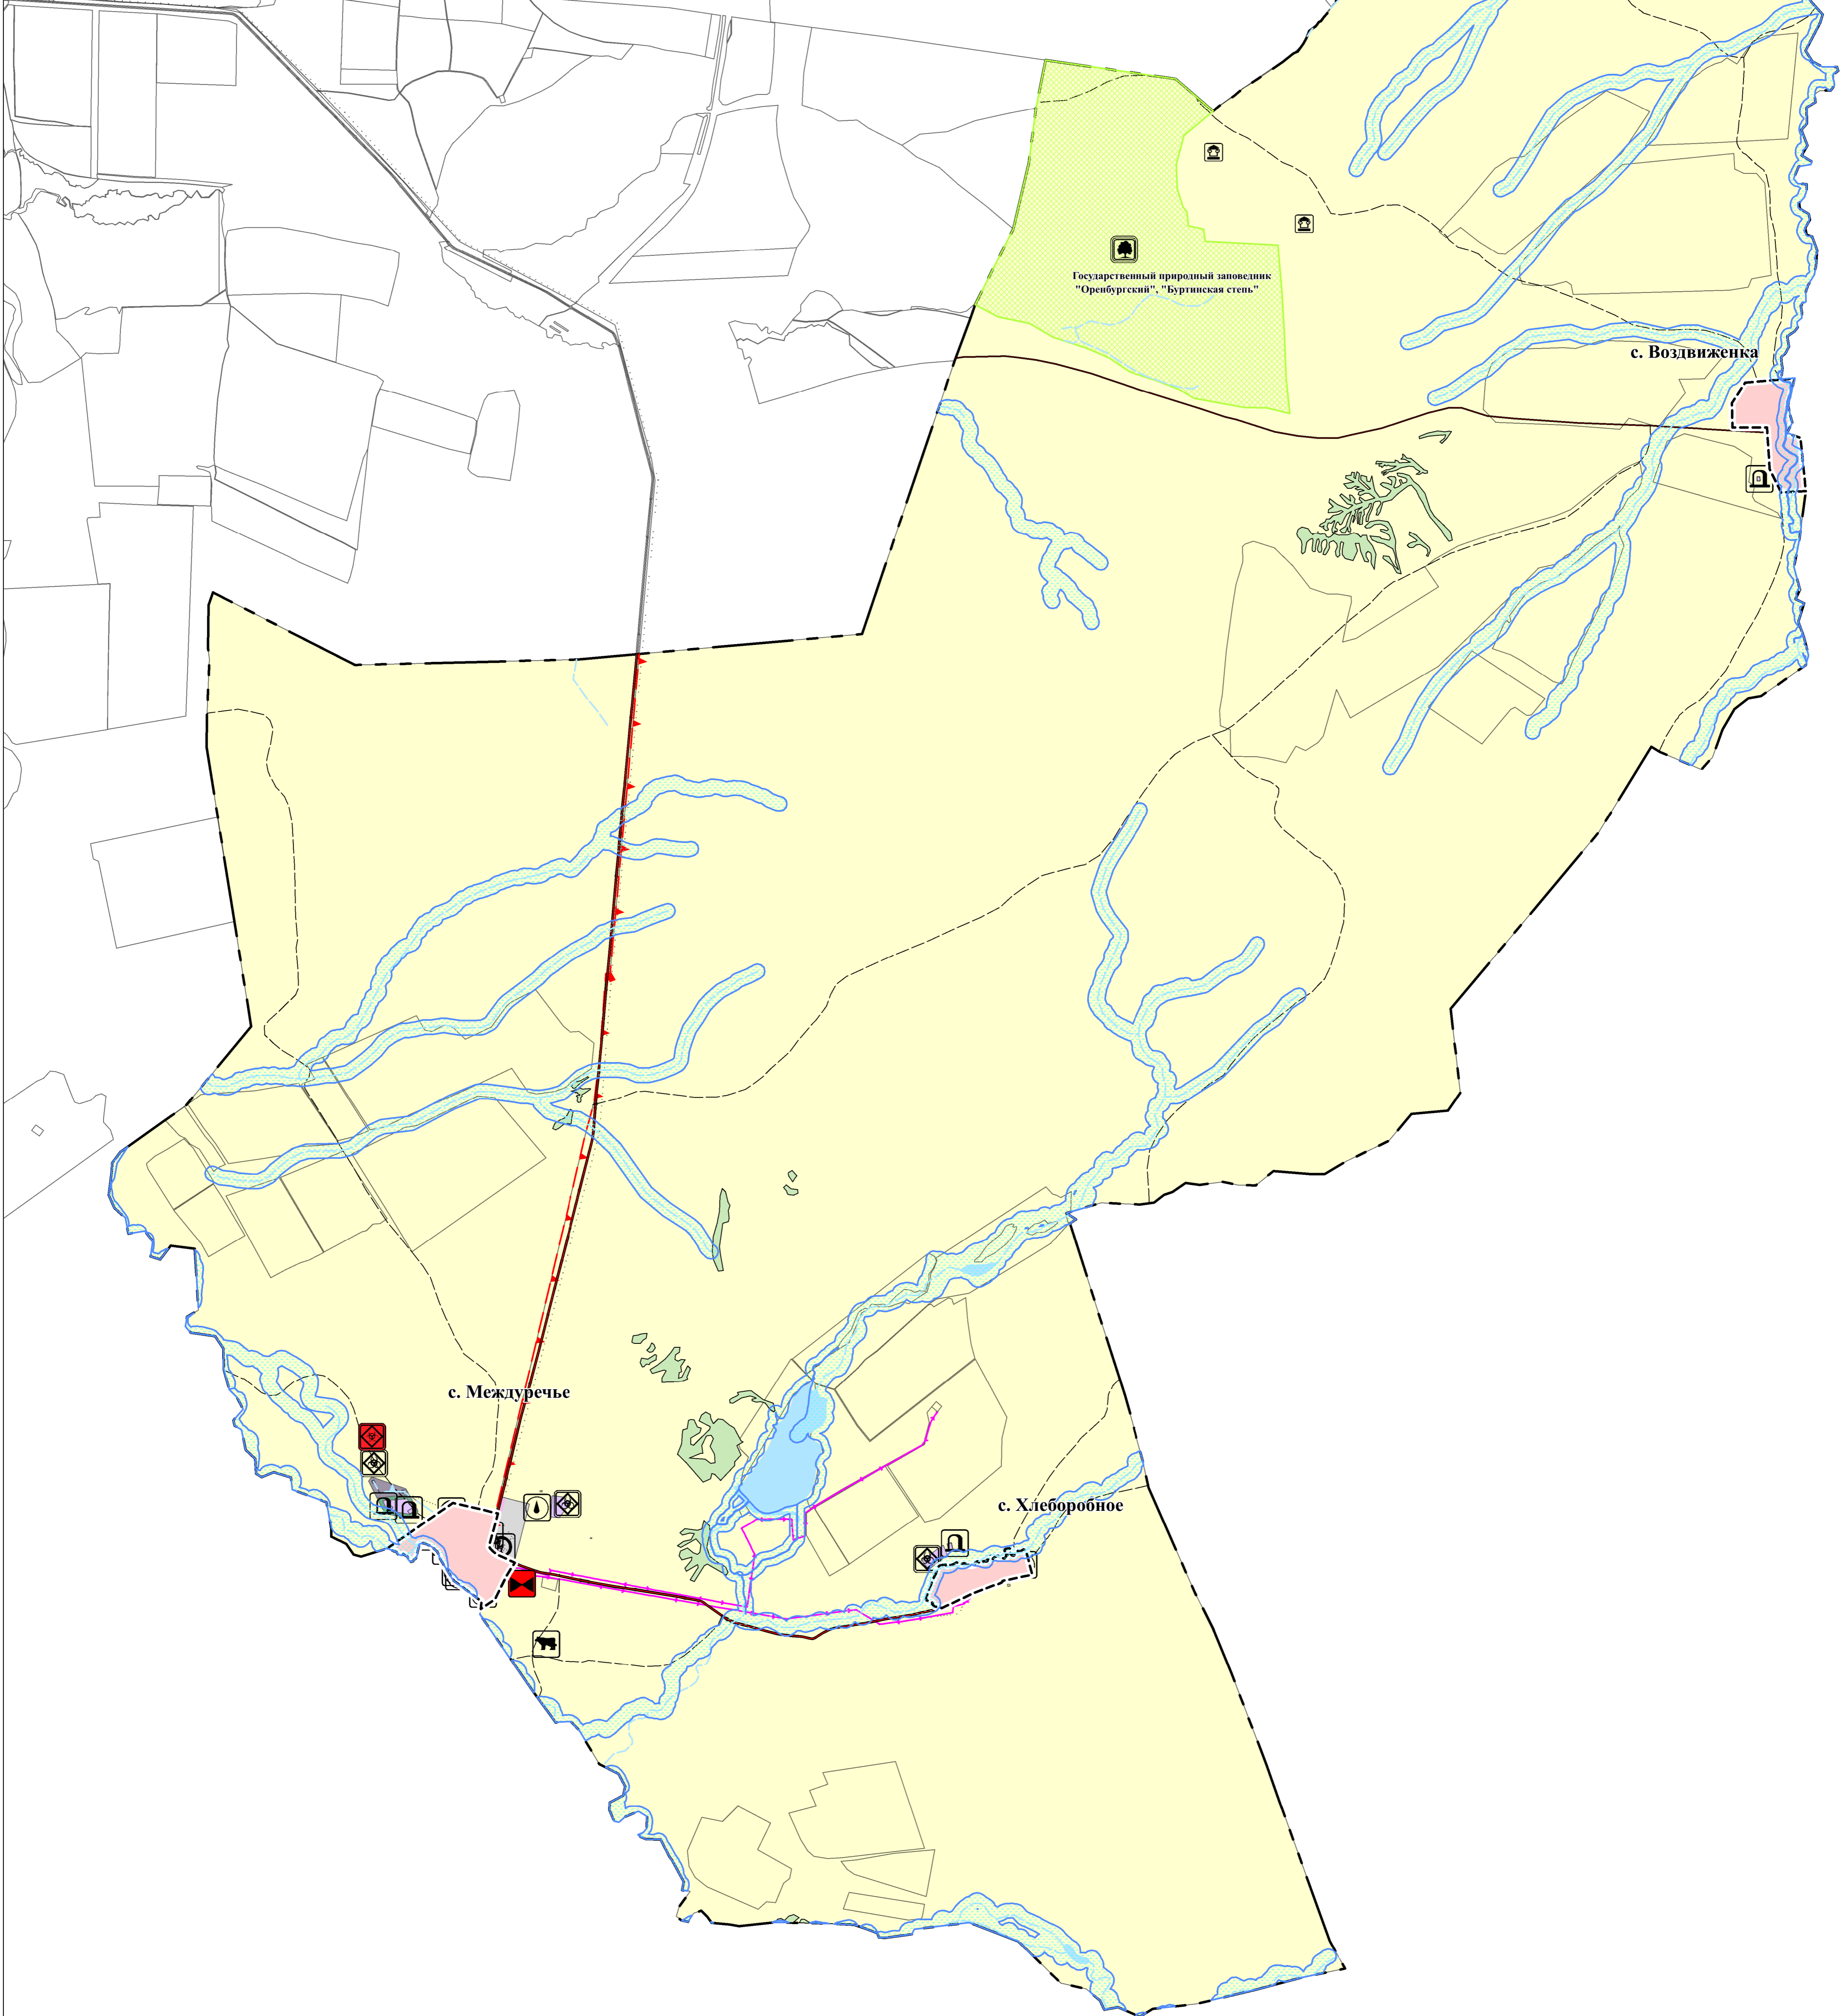 Государственный природный заповедник
"Оренбургский", "Буртинская степь"
с. Воздвиженка
с. Междуречье
с. Хлеборобное